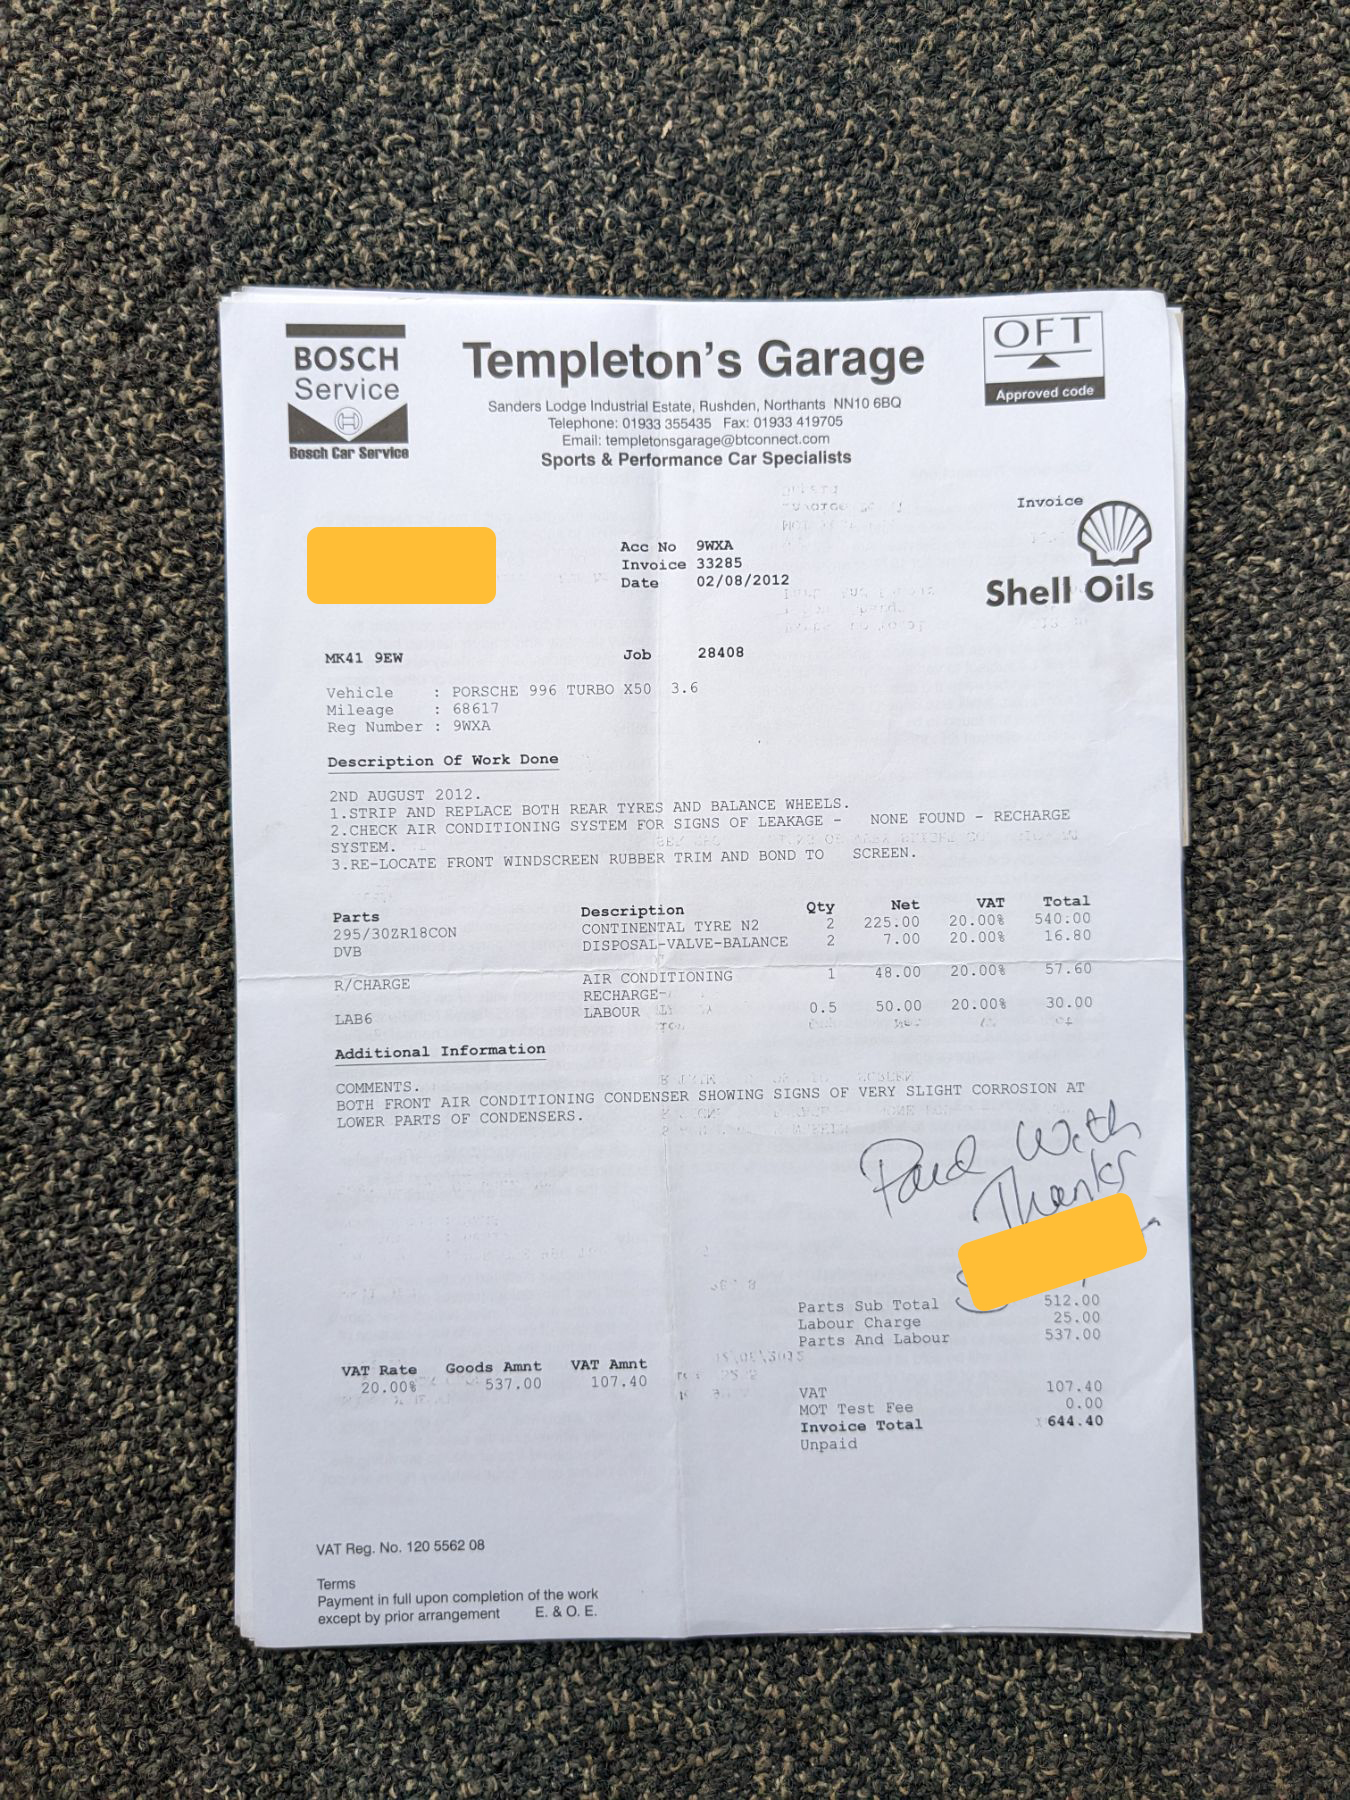 BOSCH
Service
Bosch Car Service
Templeton's Garage
Sanders Lodge Industrial Estate, Rushden, Northants NN10 6BQ
Telephone: 01933 355435 Fax: 01933 419705
Email: templetonsgarage@btconnect.com
Sports & Performance Car Specialists
OFT
Approved code
Invoice
Shell Oils
Acc No 9WXA
Invoice 33285
Date 02/08/2012
MK41 9EW Job 28408
Vehicle : PORSCHE 996 TURBO X50 3.6
Mileage : 68617
Reg Number : 9WXA
Description Of Work Done
2ND AUGUST 2012.
1.STRIP AND REPLACE BOTH REAR TYRES AND BALANCE WHEELS.
2.CHECK AIR CONDITIONING SYSTEM FOR SIGNS OF LEAKAGE - NONE FOUND - RECHARGE
SYSTEM.
3.RE-LOCATE FRONT WINDSCREEN RUBBER TRIM AND BOND TO SCREEN.
Parts Description Qty Net VAT Total
295/30ZR18CON CONTINENTAL TYRE N2 2 225.00 20.00% 540.00
DVB DISPOSAL-VALVE-BALANCE 2 7.00 20.00% 16.80
R/CHARGE AIR CONDITIONING 1 48.00 20.00% 57.60
RECHARGE-
LAB6 LABOUR 0.5 50.00 20.00% 30.00
Additional Information
COMMENTS.
BOTH FRONT AIR CONDITIONING CONDENSER SHOWING SIGNS OF VERY SLIGHT CORROSION AT
LOWER PARTS OF CONDENSERS.
Paid With
Thanks
Parts Sub Total 512.00
Labour Charge 25.00
Parts And Labour 537.00
VAT Rate Goods Amnt VAT Amnt
20.00% 537.00 107.40
VAT 107.40
MOT Test Fee 0.00
Invoice Total 644.40
Unpaid
VAT Reg. No. 120 5562 08
Terms
Payment in full upon completion of the work
except by prior arrangement E. & O. E.